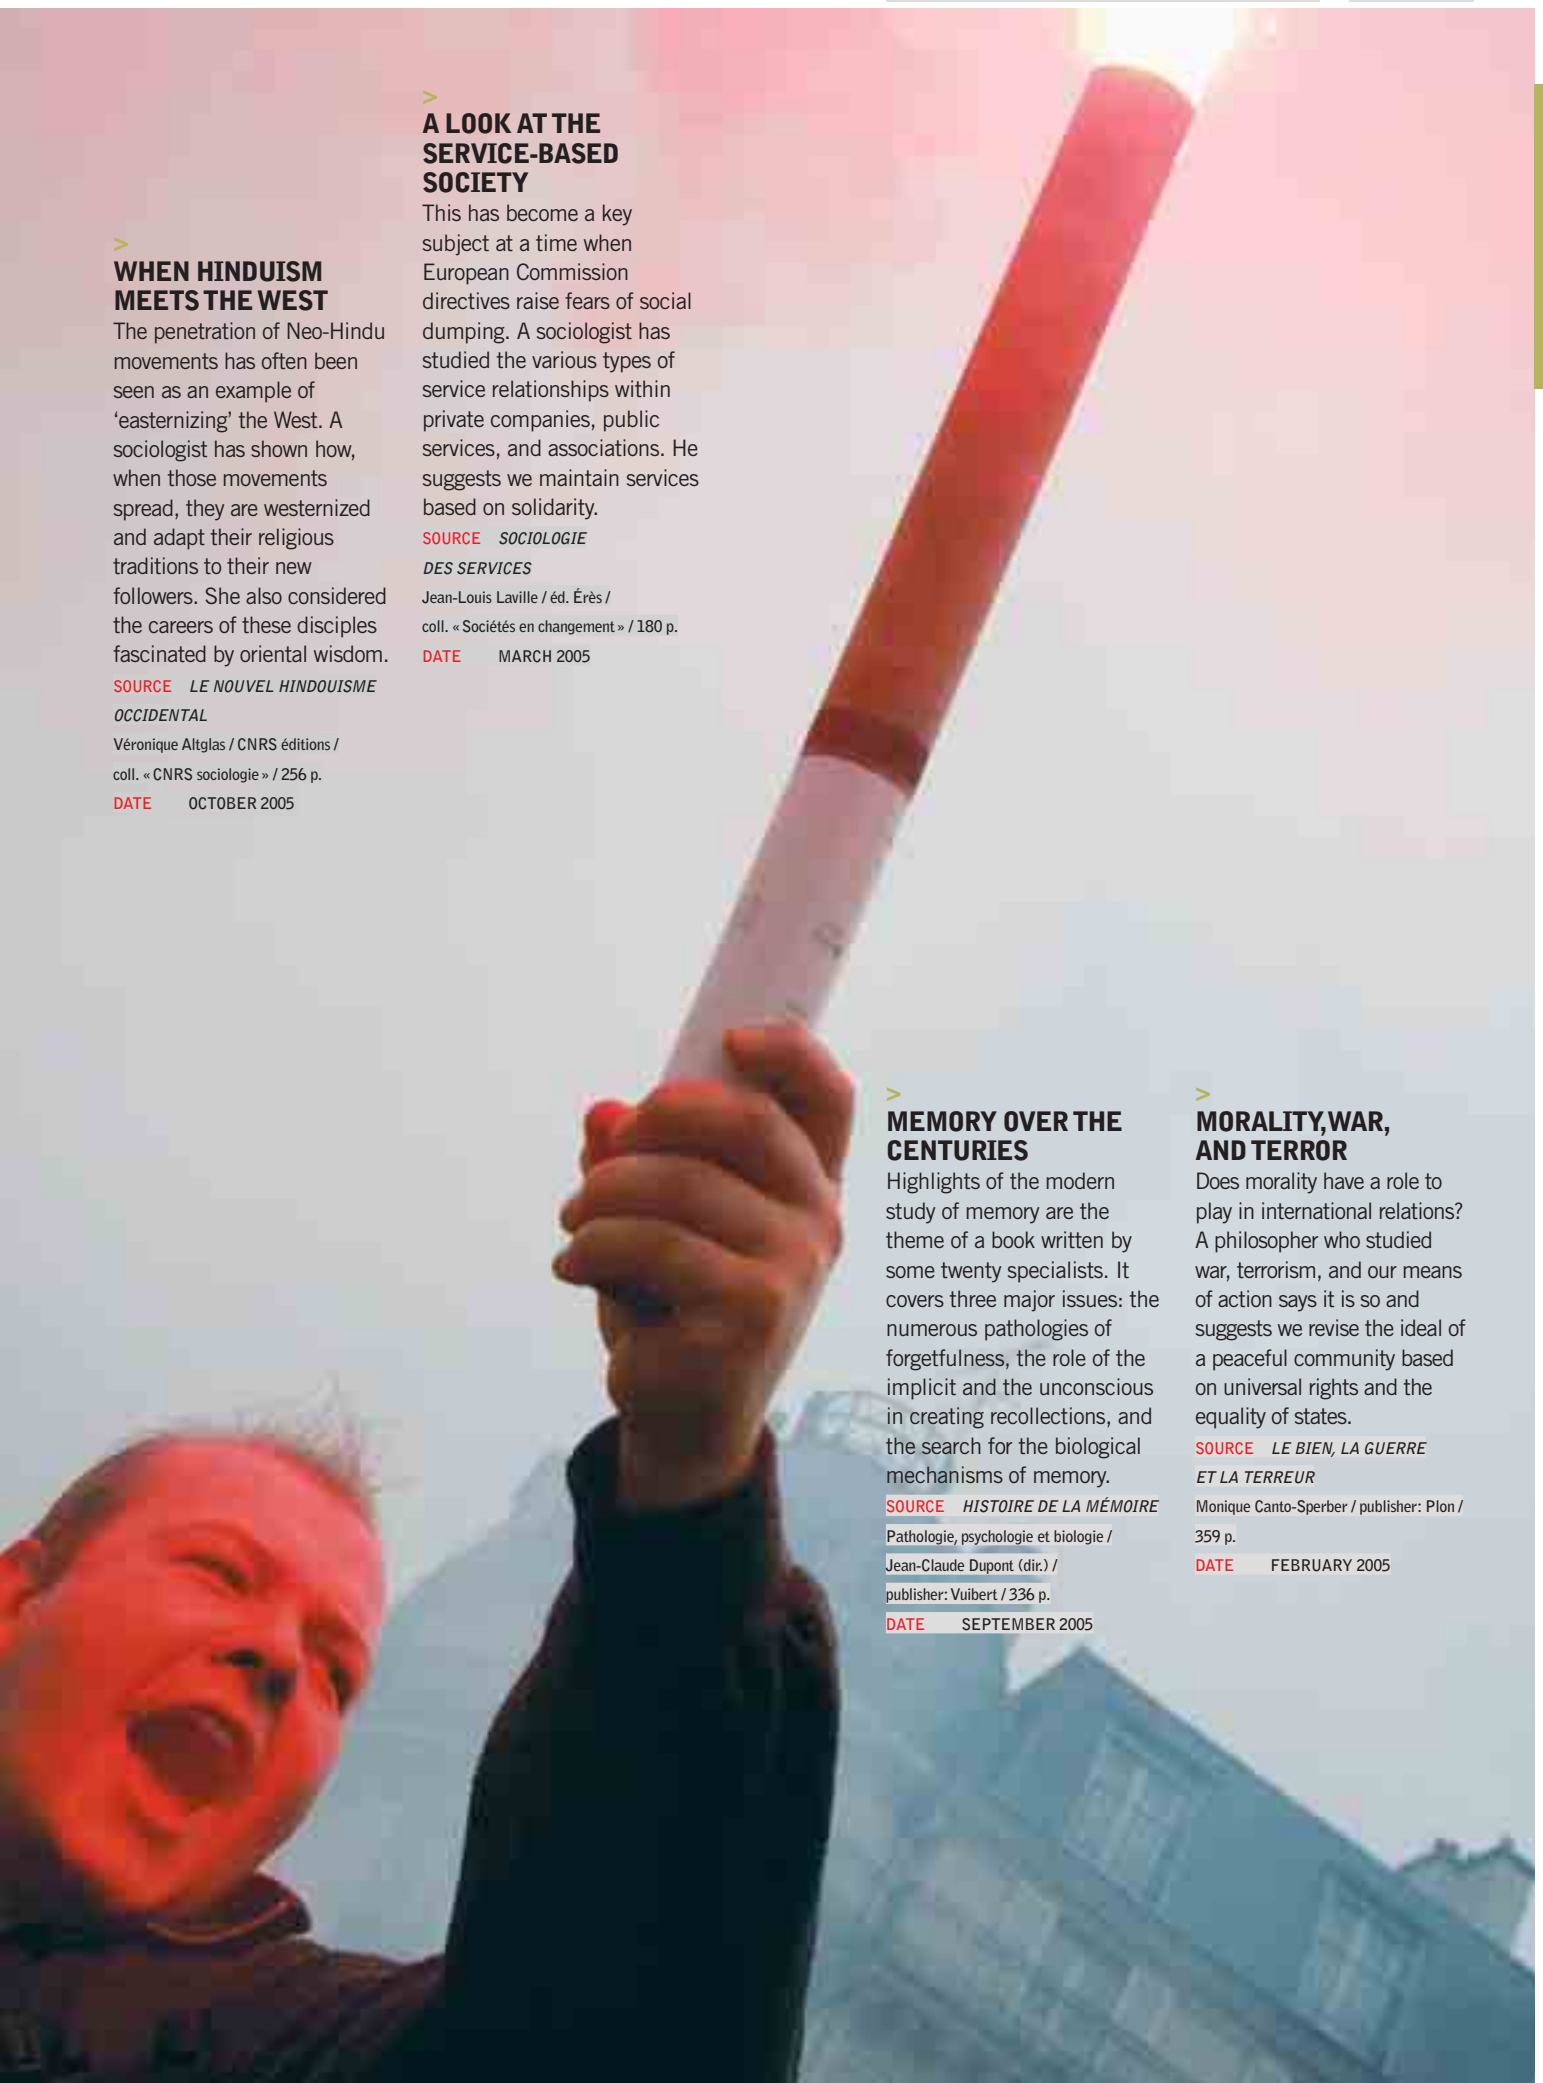 >
WHEN HINDUISM
MEETS THE WEST
The penetration of Neo-Hindu
movements has often been
seen as an example of
‘easternizing’ the West. A
sociologist has shown how,
when those movements
spread, they are westernized
and adapt their religious
traditions to their new
followers. She also considered
the careers of these disciples
fascinated by oriental wisdom.
SOURCE LE NOUVEL HINDOUISME
OCCIDENTAL
Véronique Altglas / CNRS éditions /
coll. « CNRS sociologie » / 256 p.
DATE OCTOBER 2005
>
A LOOK AT THE
SERVICE-BASED
SOCIETY
This has become a key
subject at a time when
European Commission
directives raise fears of social
dumping. A sociologist has
studied the various types of
service relationships within
private companies, public
services, and associations. He
suggests we maintain services
based on solidarity.
SOURCE SOCIOLOGIE
DES SERVICES
Jean-Louis Laville / éd. Érès /
coll. « Sociétés en changement » / 180 p.
DATE MARCH 2005
>
MEMORY OVER THE
CENTURIES
Highlights of the modern
study of memory are the
theme of a book written by
some twenty specialists. It
covers three major issues: the
numerous pathologies of
forgetfulness, the role of the
implicit and the unconscious
in creating recollections, and
the search for the biological
mechanisms of memory.
SOURCE HISTOIRE DE LA MÉMOIRE
Pathologie, psychologie et biologie /
Jean-Claude Dupont (dir.) /
publisher: Vuibert / 336 p.
DATE SEPTEMBER 2005
>
MORALITY, WAR,
AND TERROR
Does morality have a role to
play in international relations?
A philosopher who studied
war, terrorism, and our means
of action says it is so and
suggests we revise the ideal of
a peaceful community based
on universal rights and the
equality of states.
SOURCE LE BIEN, LA GUERRE
ET LA TERREUR
Monique Canto-Sperber / publisher: Plon /
359 p.
DATE FEBRUARY 2005